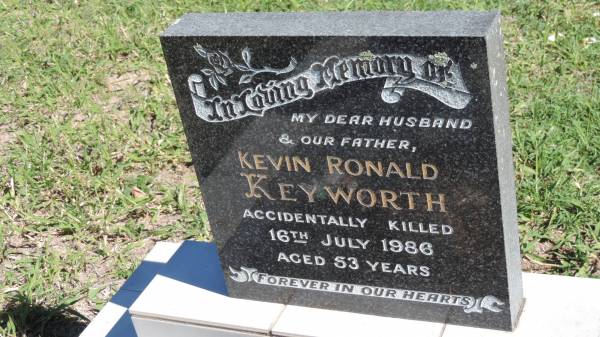 In Loving Memory of
MY DEAR HUSBAND
& OUR FATHER,
KEVIN RONALD
KEYWORTH
ACCIDENTALLY KILLED
16TH JULY 1986
AGED 53 YEARS
FOREVER IN OUR HEARTS